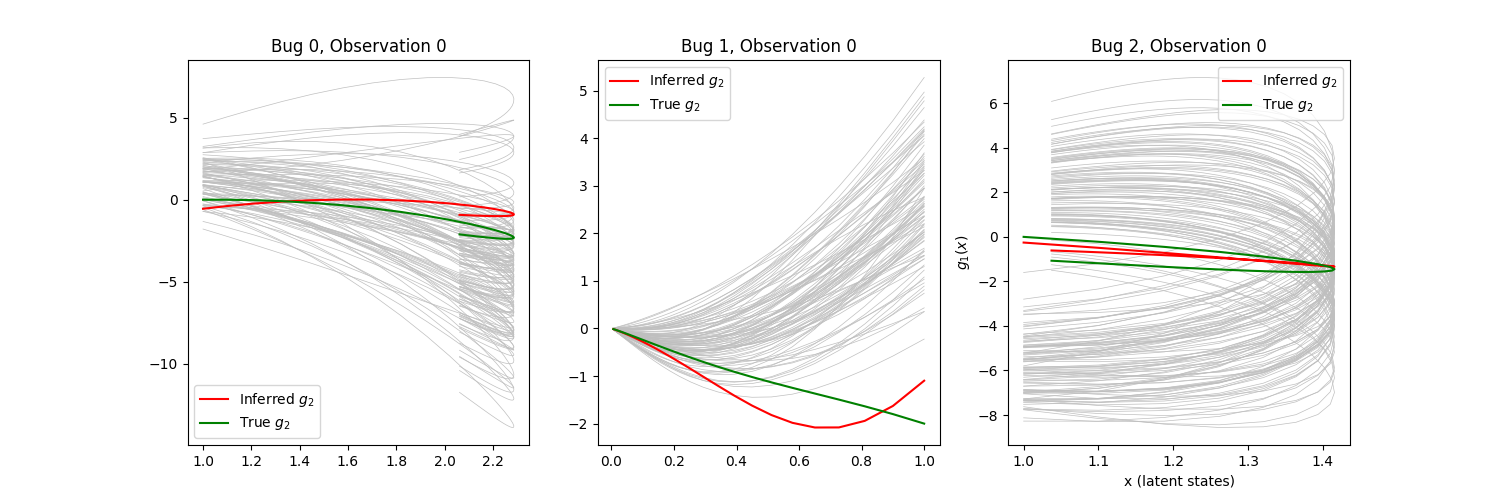 Bug 0, Observation 0
5
0
−5
−10
Inferred g₂
True g₂
1.0 1.2 1.4 1.6 1.8 2.0 2.2
Bug 1, Observation 0
Inferred g₂
True g₂
5
4
3
2
1
0
−1
−2
0.0 0.2 0.4 0.6 0.8 1.0
Bug 2, Observation 0
Inferred g₂
True g₂
6
4
2
0
−2
−4
−6
−8
g₁(x)
1.0 1.1 1.2 1.3 1.4
x (latent states)